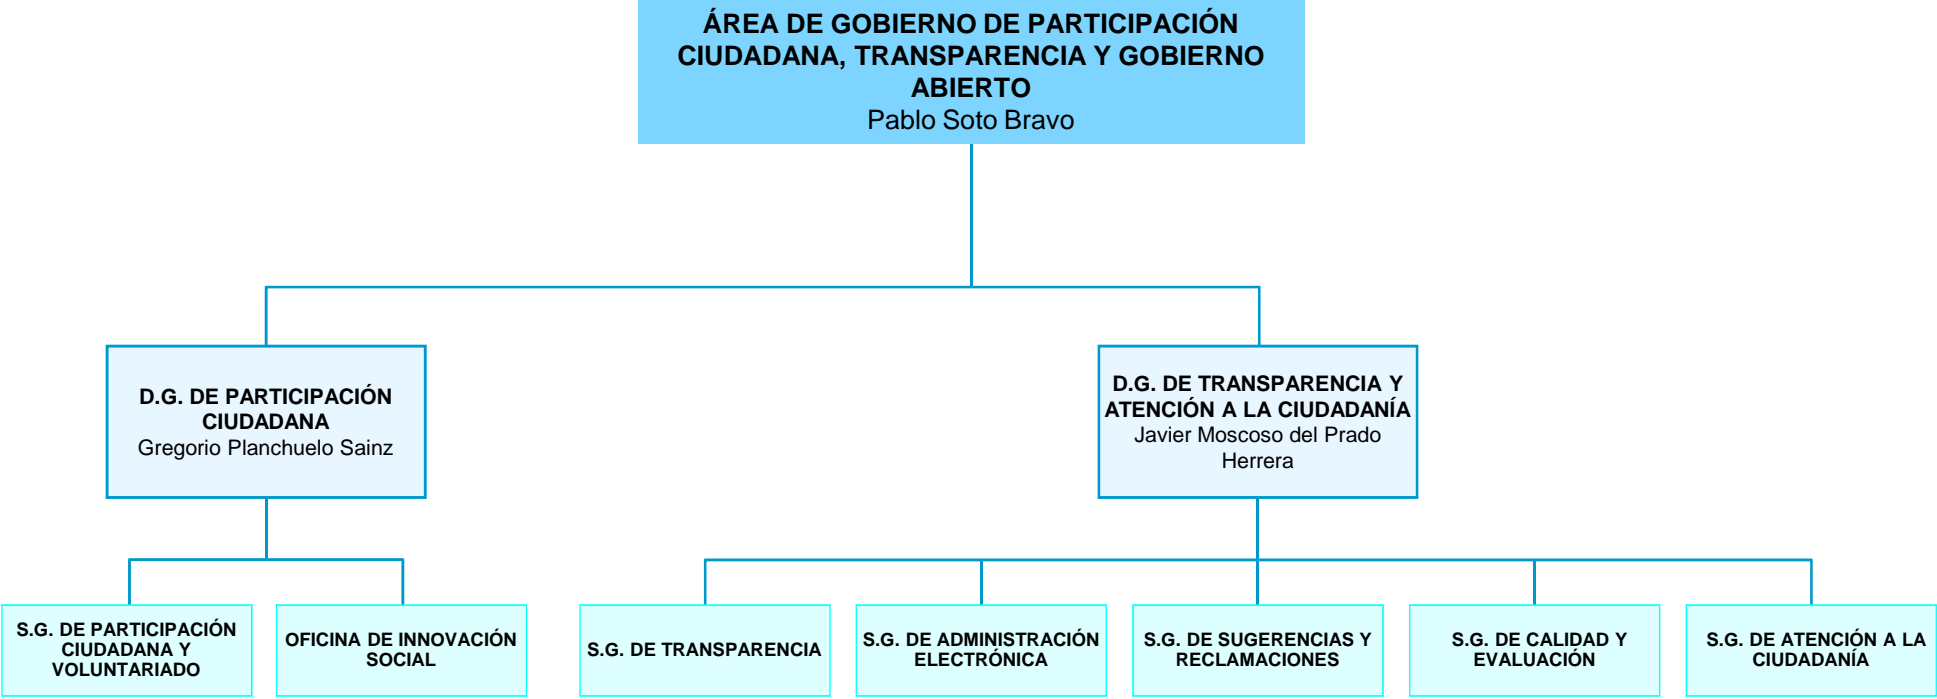 ÁREA DE GOBIERNO DE PARTICIPACIÓN
CIUDADANA, TRANSPARENCIA Y GOBIERNO
ABIERTO
Pablo Soto Bravo
D.G. DE PARTICIPACIÓN
CIUDADANA
Gregorio Planchuelo Sainz
D.G. DE TRANSPARENCIA Y
ATENCIÓN A LA CIUDADANÍA
Javier Moscoso del Prado
Herrera
S.G. DE PARTICIPACIÓN
CIUDADANA Y
VOLUNTARIADO
OFICINA DE INNOVACIÓN
SOCIAL
S.G. DE TRANSPARENCIA
S.G. DE ADMINISTRACIÓN
ELECTRÓNICA
S.G. DE SUGERENCIAS Y
RECLAMACIONES
S.G. DE CALIDAD Y
EVALUACIÓN
S.G. DE ATENCIÓN A LA
CIUDADANÍA